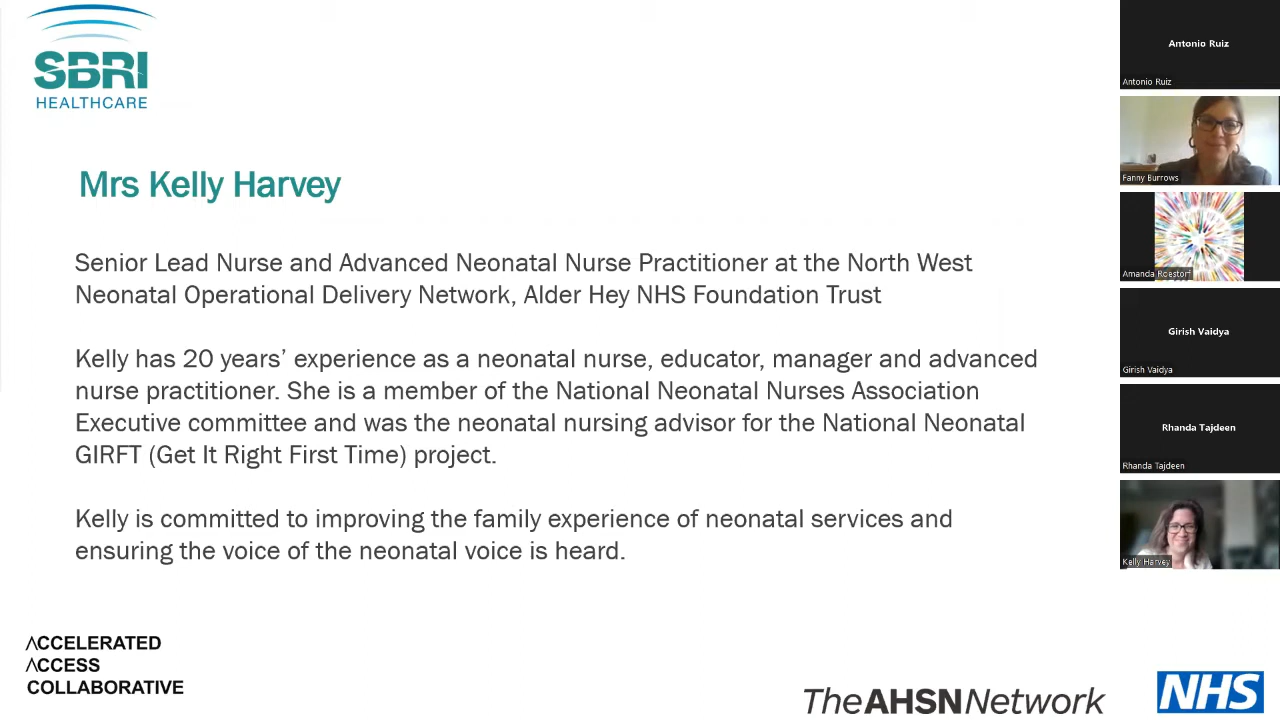 SBRI
HEALTHCARE
Mrs Kelly Harvey
Senior Lead Nurse and Advanced Neonatal Nurse Practitioner at the North West
Neonatal Operational Delivery Network, Alder Hey NHS Foundation Trust
Kelly has 20 years’ experience as a neonatal nurse, educator, manager and advanced
nurse practitioner. She is a member of the National Neonatal Nurses Association
Executive committee and was the neonatal nursing advisor for the National Neonatal
GIRFT (Get It Right First Time) project.
Kelly is committed to improving the family experience of neonatal services and
ensuring the voice of the neonatal voice is heard.
ACCELERATED
ACCESS
COLLABORATIVE
TheAHSNNetwork
NHS
Antonio Ruiz
Antonio Ruiz
Fanny Burrows
Amanda Roestorf
Girish Vaidya
Girish Vaidya
Rhanda Tajdeen
Rhanda Tajdeen
Kelly Harvey